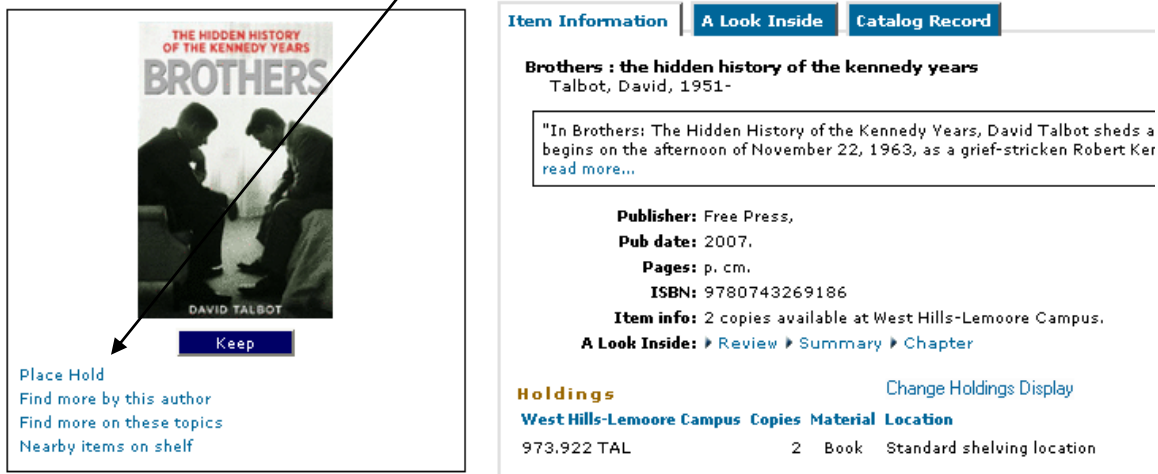 THE HIDDEN HISTORY
OF THE KENNEDY YEARS
BROTHERS
DAVID TALBOT
Keep
Place Hold
Find more by this author
Find more on these topics
Nearby items on shelf
Item Information
A Look Inside
Catalog Record
Brothers : the hidden history of the kennedy years
Talbot, David, 1951-
"In Brothers: The Hidden History of the Kennedy Years, David Talbot sheds a
begins on the afternoon of November 22, 1963, as a grief-stricken Robert Ker
read more...
Publisher: Free Press,
Pub date: 2007.
Pages: p. cm.
ISBN: 9780743269186
Item info: 2 copies available at West Hills-Lemoore Campus.
A Look Inside: Review Summary Chapter
Holdings
Change Holdings Display
West Hills-Lemoore Campus Copies Material Location
973.922 TAL 2 Book Standard shelving location